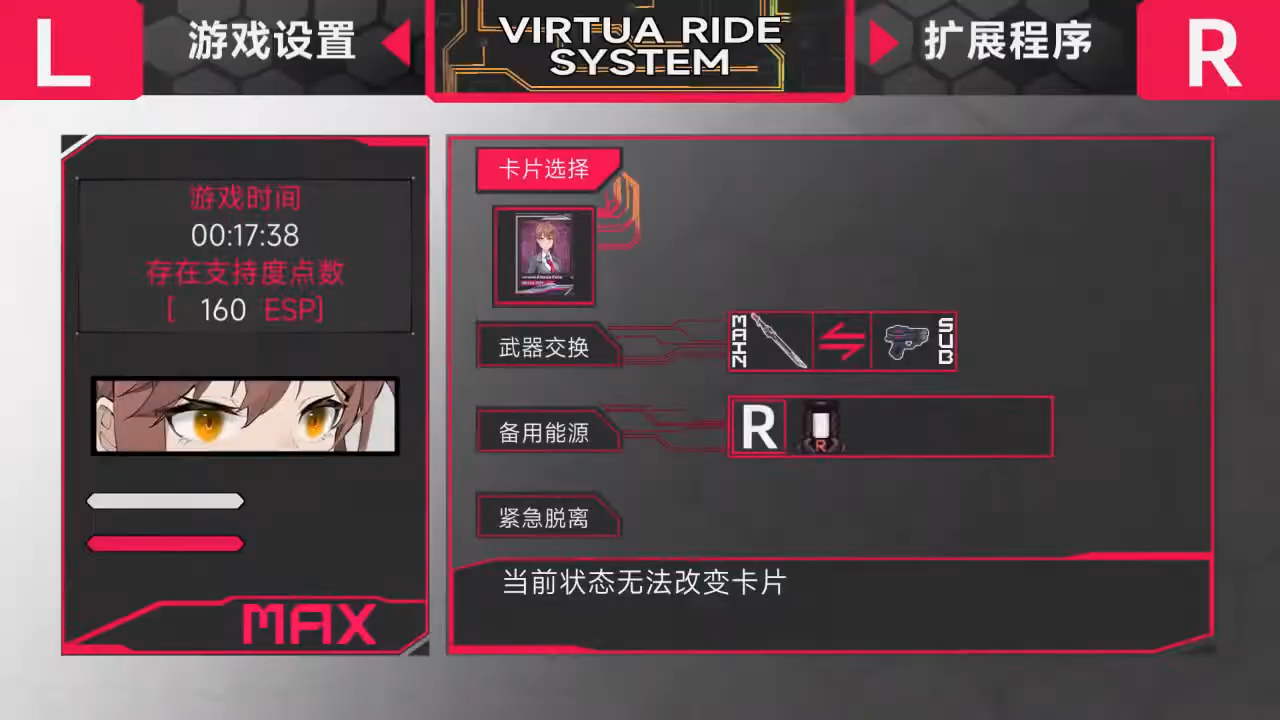 L
游戏设置
VIRTUA RIDE
SYSTEM
扩展程序
R
游戏时间
00:17:38
存在支持度点数
[ 160 ESP]
MAX
卡片选择
武器交换
MAIN
SUB
备用能源
R
R
紧急脱离
当前状态无法改变卡片